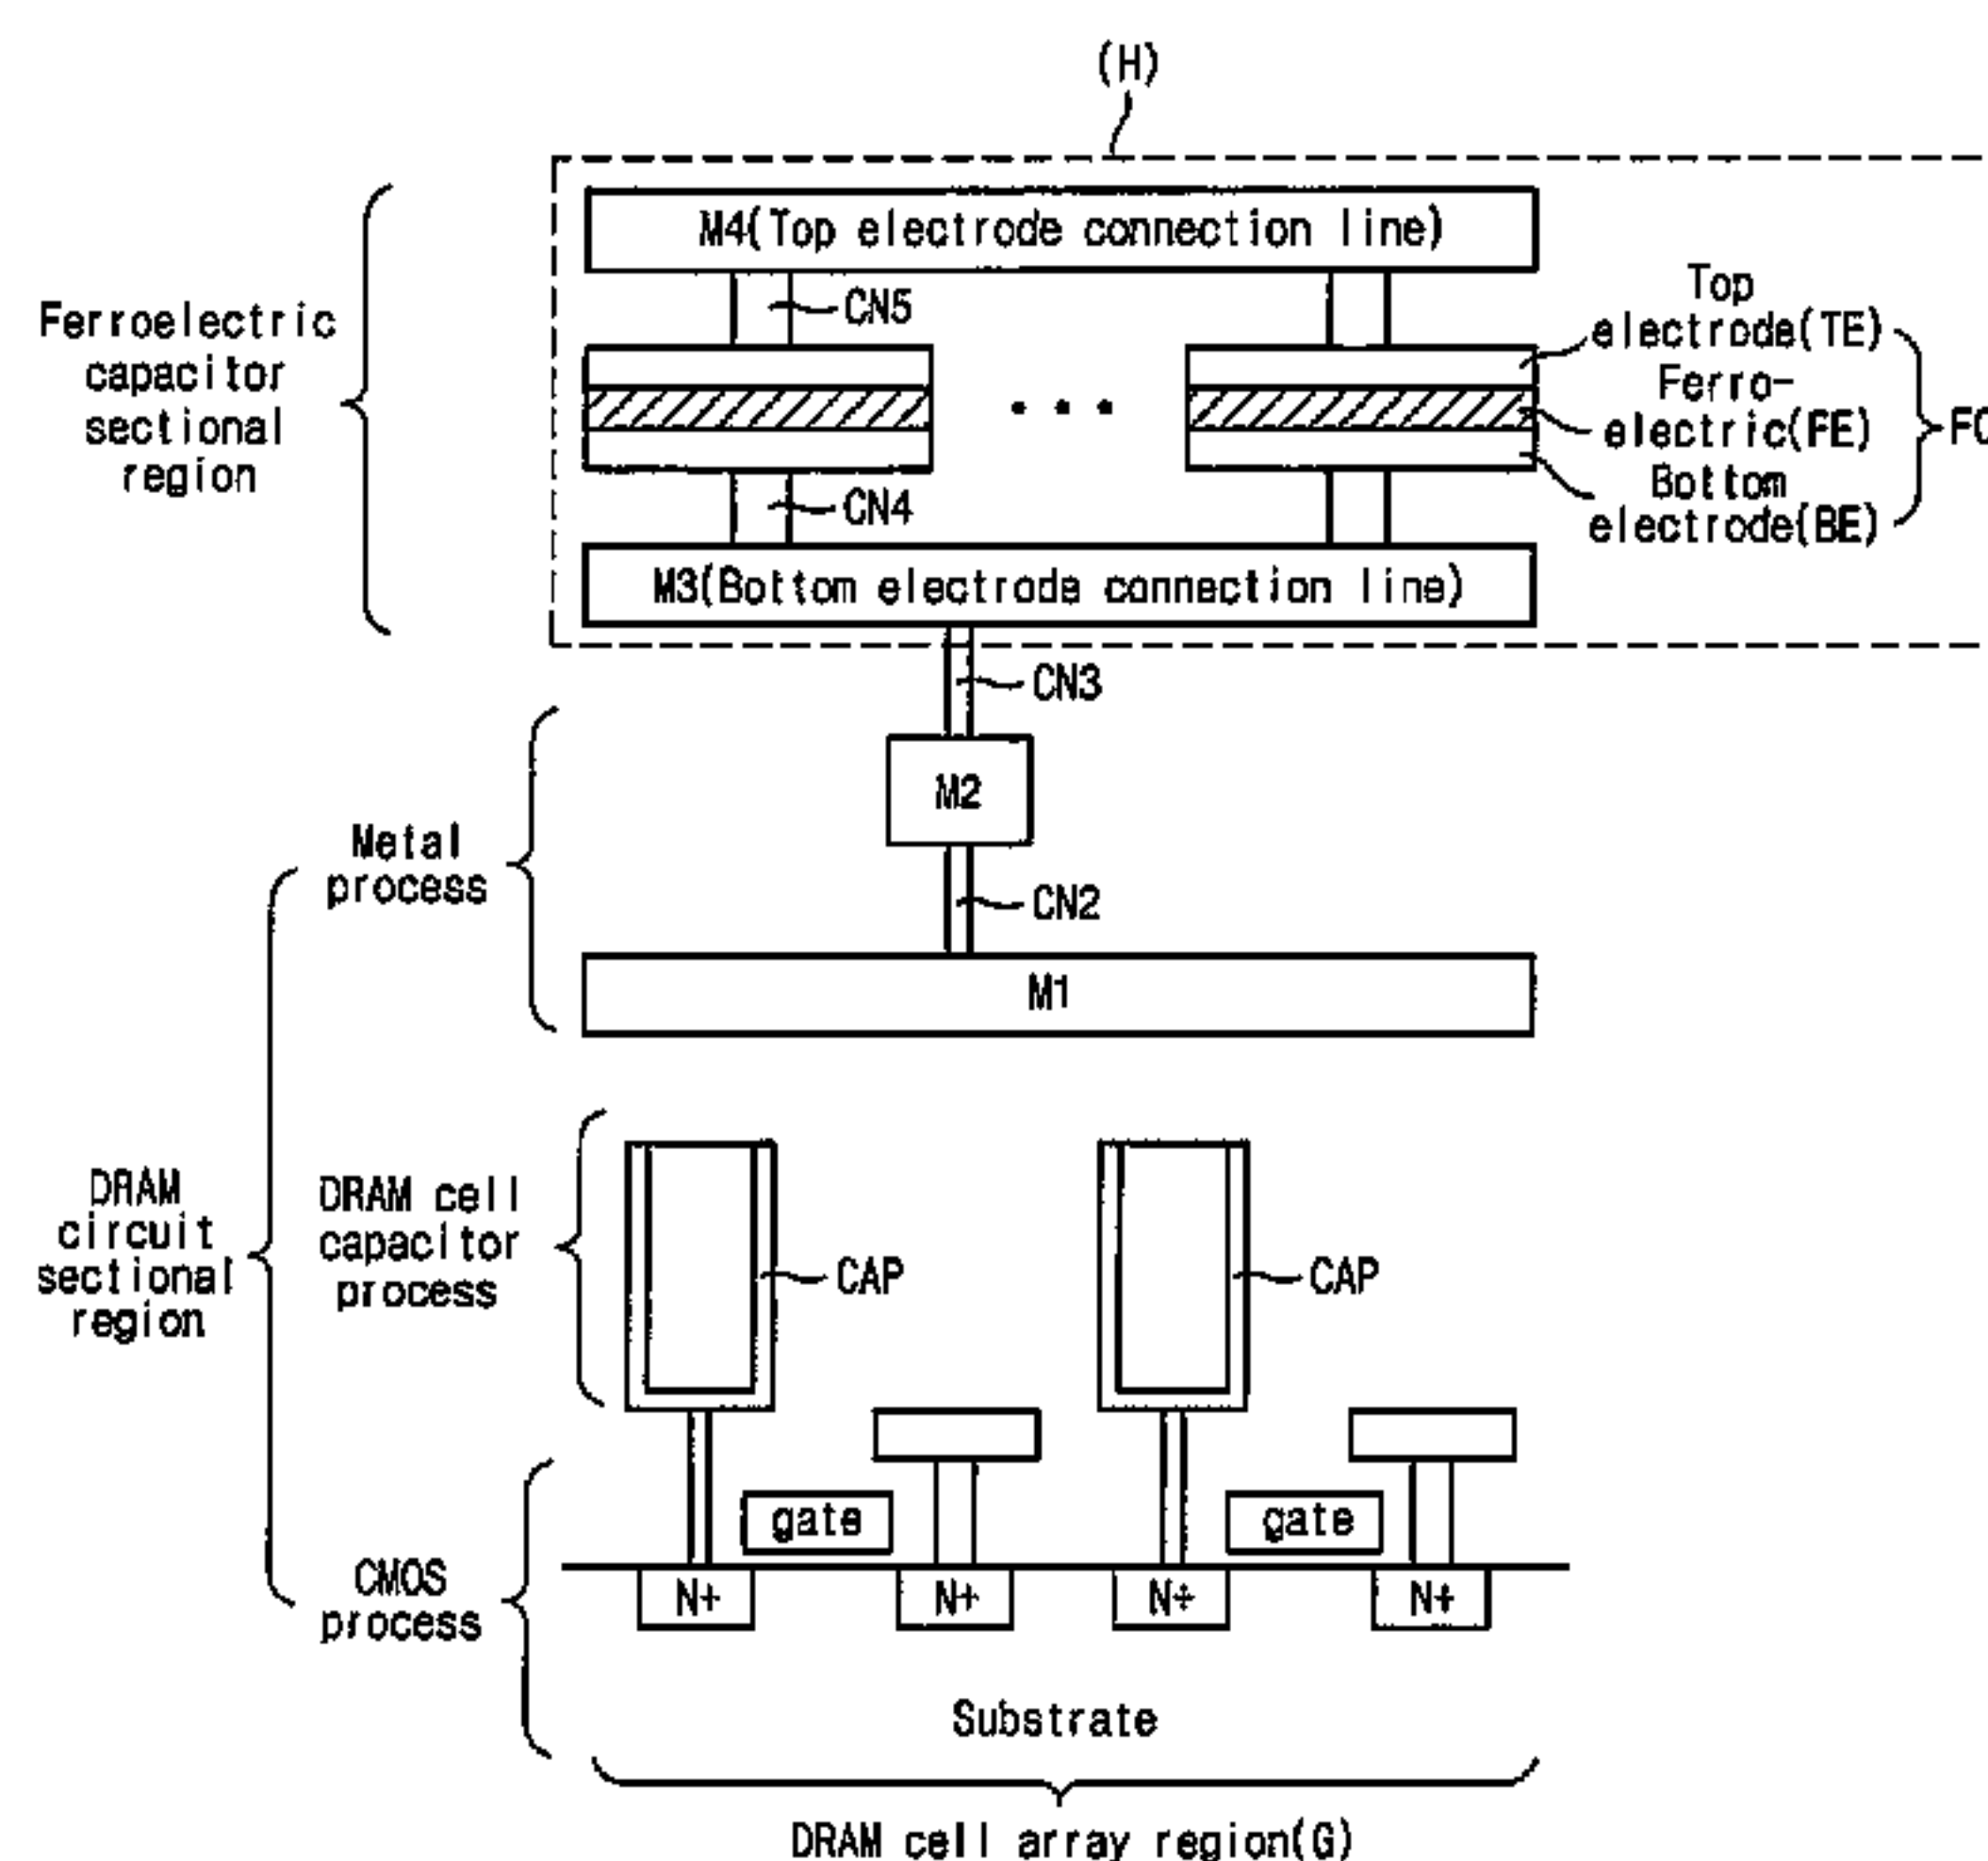 (H)
M4(Top electrode connection line)
CN5
Top
electrode(TE)
Ferro-
electric(FE)
Bottom
electrode(BE)
Ferroelectric
capacitor
sectional
region
CN4
M3(Bottom electrode connection line)
CN3
M2
Metal
process
CN2
M1
DRAM
circuit
sectional
region
DRAM cell
capacitor
process
CAP
CAP
gate
gate
CMOS
process
N+
N+
N+
N+
Substrate
DRAM cell array region(G)